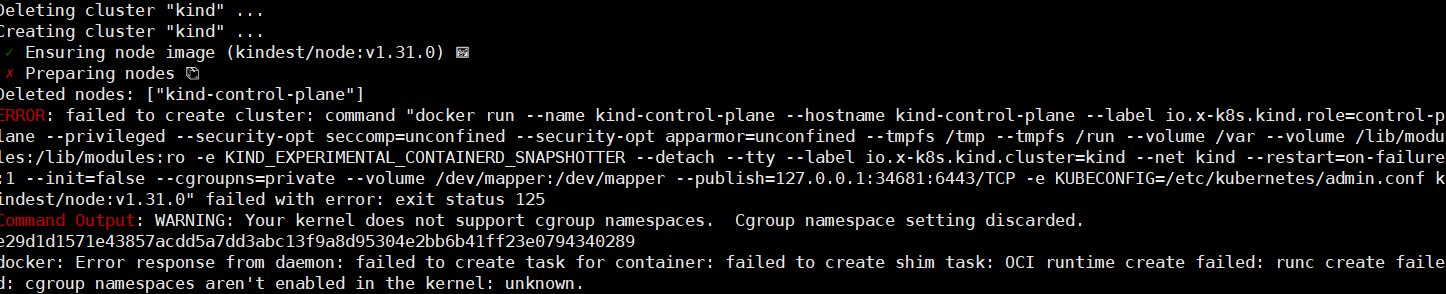 Deleting cluster "kind" ...
Creating cluster "kind" ...
✓ Ensuring node image (kindest/node:v1.31.0) 🖼
✗ Preparing nodes 📦
Deleted nodes: ["kind-control-plane"]
ERROR: failed to create cluster: command "docker run --name kind-control-plane --hostname kind-control-plane --label io.x-k8s.kind.role=control-p
lane --privileged --security-opt seccomp=unconfined --security-opt apparmor=unconfined --tmpfs /tmp --tmpfs /run --volume /var --volume /lib/modu
les:/lib/modules:ro -e KIND_EXPERIMENTAL_CONTAINERD_SNAPSHOTTER --detach --tty --label io.x-k8s.kind.cluster=kind --net kind --restart=on-failure
:1 --init=false --cgroupns=private --volume /dev/mapper:/dev/mapper --publish=127.0.0.1:34681:6443/TCP -e KUBECONFIG=/etc/kubernetes/admin.conf k
indest/node:v1.31.0" failed with error: exit status 125
Command Output: WARNING: Your kernel does not support cgroup namespaces.  Cgroup namespace setting discarded.
e29d1d1571e43857acdd5a7dd3abc13f9a8d95304e2bb6b41ff23e0794340289
docker: Error response from daemon: failed to create task for container: failed to create shim task: OCI runtime create failed: runc create faile
d: cgroup namespaces aren't enabled in the kernel: unknown.